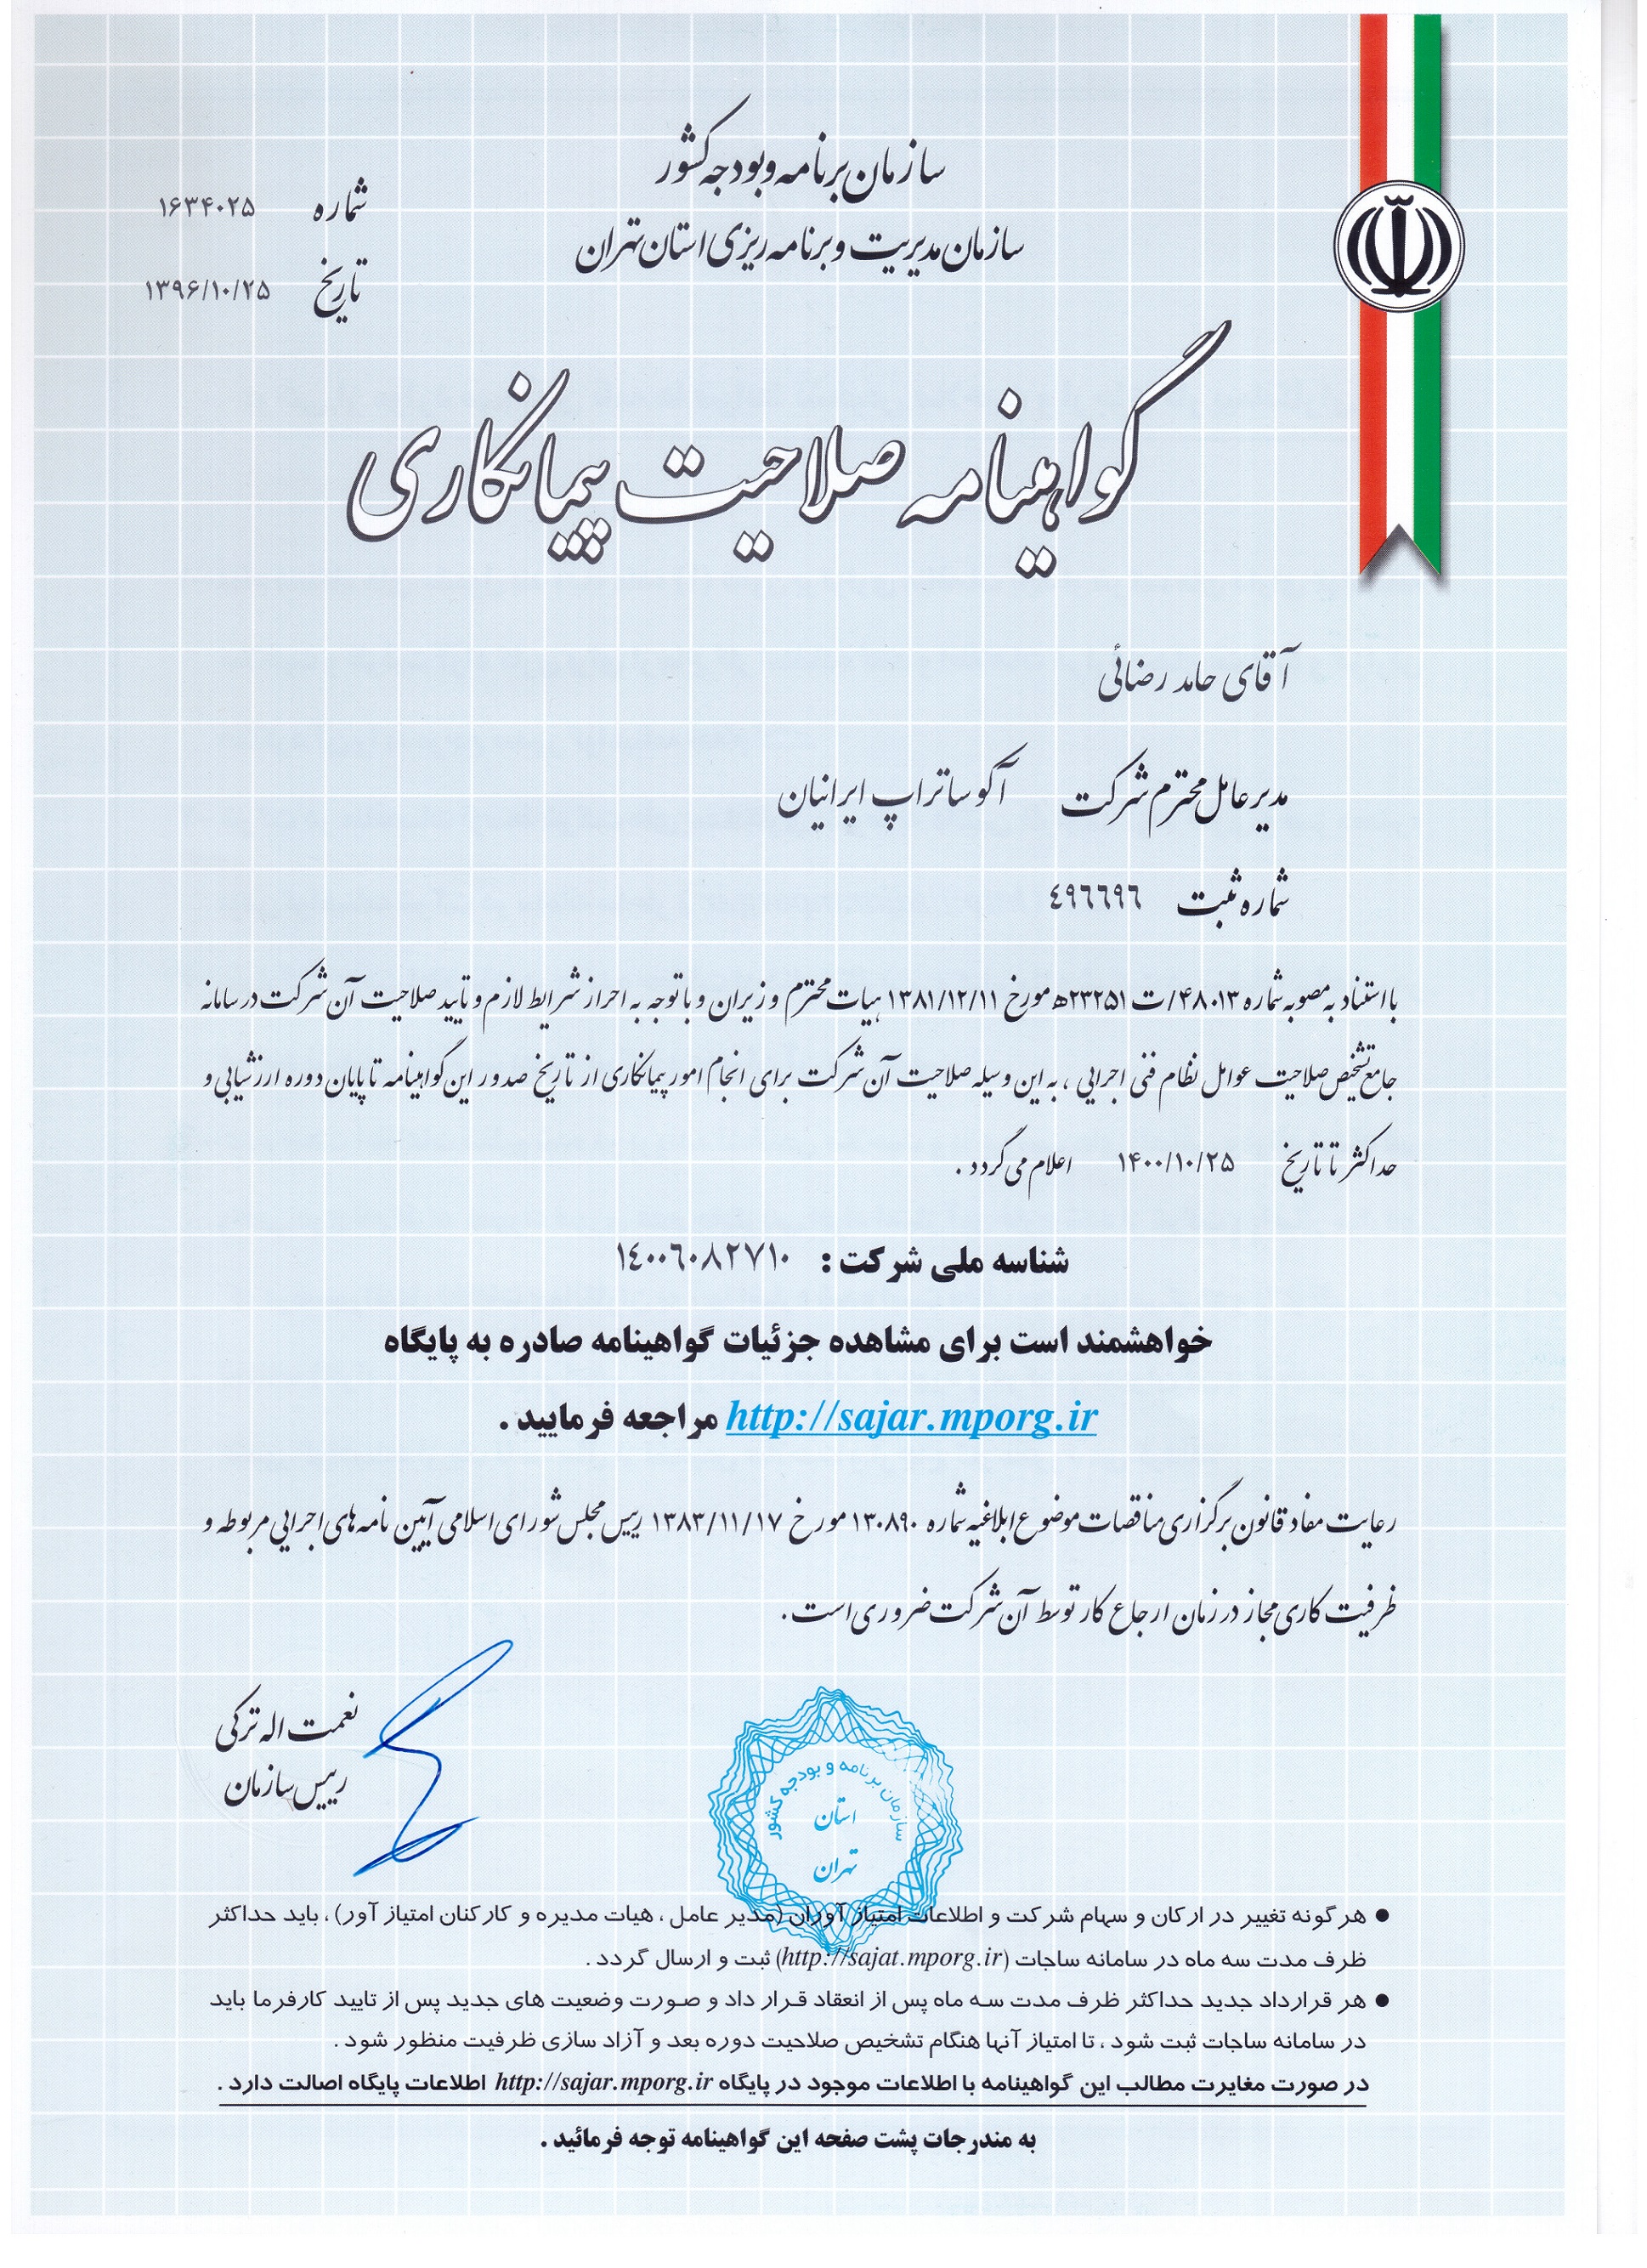 سازمان برنامه و بودجه کشور
سازمان مدیریت و برنامه ریزی استان تهران
شماره ۱۶۳۴۰۲۵
تاریخ ۱۳۹۶/۱۰/۲۵
گواهینامه صلاحیت پیمانکاری
آقای حامد رضائی
مدیر عامل محترم شرکت آکو ساتراپ ایرانیان
شماره ثبت ٤٩٦٦٩٦
با استناد به مصوبه شماره ۴۸۰۱۳/ت ۲۳۲۵۱ه مورخ ۱۳۸۱/۱۲/۱۱ هیات محترم وزیران و با توجه به احراز شرایط لازم و تایید صلاحیت آن شرکت در سامانه
جامع تشخیص صلاحیت عوامل نظام فنی اجرایی ، به این وسیله صلاحیت آن شرکت برای انجام امور پیمانکاری از تاریخ صدور این گواهینامه تا پایان دوره ارزشیابی و
حداکثر تا تاریخ ۱۴۰۰/۱۰/۲۵ اعلام می گردد .
شناسه ملی شرکت : ١٤٠٠٦٠٨٢٧١٠
خواهشمند است برای مشاهده جزئیات گواهینامه صادره به پایگاه
http://sajar.mporg.ir مراجعه فرمایید .
رعایت مفاد قانون برگزاری مناقصات موضوع ابلاغیه شماره ۱۳۰۸۹۰ مورخ ۱۳۸۳/۱۱/۱۷ رییس مجلس شورای اسلامی آیین نامه های اجرایی مربوطه و
ظرفیت کاری مجاز در زمان ارجاع کار توسط آن شرکت ضروری است .
نعمت اله ترکی
رییس سازمان
سازمان برنامه و بودجه کشور
استان
تهران
● هر گونه تغییر در ارکان و سهام شرکت و اطلاعات امتیاز آوران (مدیر عامل ، هیات مدیره و کارکنان امتیاز آور) ، باید حداکثر
ظرف مدت سه ماه در سامانه ساجات (http://sajat.mporg.ir) ثبت و ارسال گردد .
● هر قرارداد جدید حداکثر ظرف مدت سه ماه پس از انعقاد قرار داد و صورت وضعیت های جدید پس از تایید کارفرما باید
در سامانه ساجات ثبت شود ، تا امتیاز آنها هنگام تشخیص صلاحیت دوره بعد و آزاد سازی ظرفیت منظور شود .
در صورت مغایرت مطالب این گواهینامه با اطلاعات موجود در پایگاه http://sajar.mporg.ir اطلاعات پایگاه اصالت دارد .
به مندرجات پشت صفحه این گواهینامه توجه فرمائید .